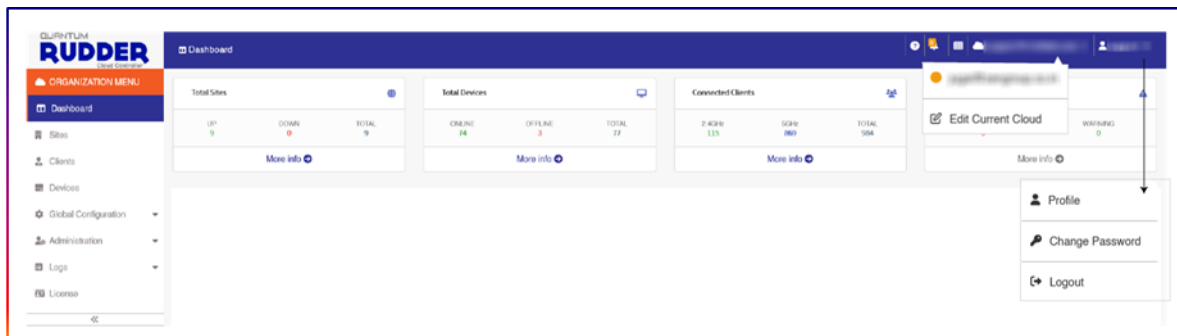 QUANTUM
RUDDER
Cloud Controller
Dashboard
ORGANIZATION MENU
Dashboard
Sites
Clients
Devices
Global Configuration
Administration
Logs
License
Total Sites
UP DOWN TOTAL
9 0 9
More info
Total Devices
ONLINE OFFLINE TOTAL
74 3 77
More info
Connected Clients
2.4GHz 5GHz TOTAL
115 TOTAL
More info
Edit Current Cloud
WARNING
0
More info
Profile
Change Password
Logout